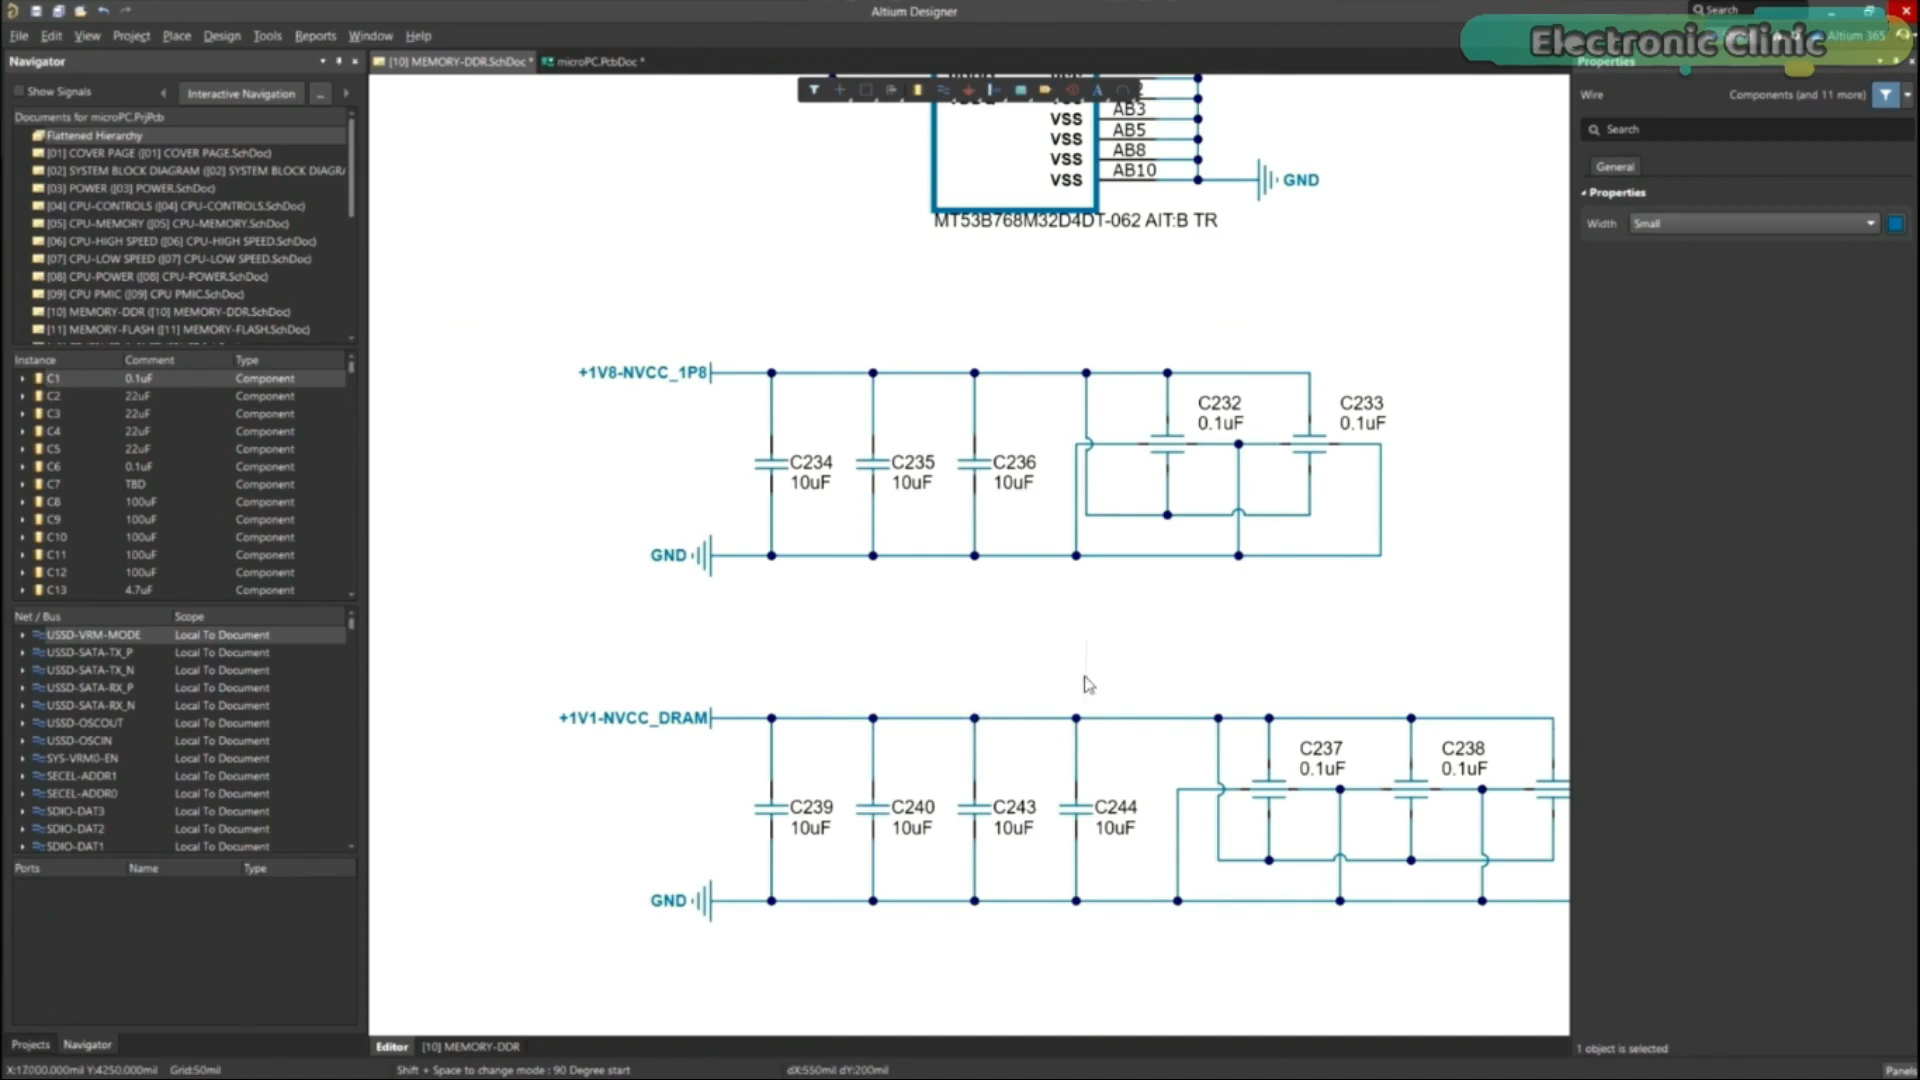 Altium Designer
Search
File Edit View Project Place Design Tools Reports Window Help
Altium 365
Electronic Clinic
Navigator
[10] MEMORY-DDR.SchDoc *
microPC.PcbDoc *
Properties
Show Signals
Interactive Navigation
...
Wire
Components (and 11 more)
Documents for microPC.PrjPcb
Search
Flattened Hierarchy
[01] COVER PAGE ([01] COVER PAGE.SchDoc)
[02] SYSTEM BLOCK DIAGRAM ([02] SYSTEM BLOCK DIAGRA
[03] POWER ([03] POWER.SchDoc)
[04] CPU-CONTROLS ([04] CPU-CONTROLS.SchDoc)
[05] CPU-MEMORY ([05] CPU-MEMORY.SchDoc)
[06] CPU-HIGH SPEED ([06] CPU-HIGH SPEED.SchDoc)
[07] CPU-LOW SPEED ([07] CPU-LOW SPEED.SchDoc)
[08] CPU-POWER ([08] CPU-POWER.SchDoc)
[09] CPU PMIC ([09] CPU PMIC.SchDoc)
[10] MEMORY-DDR ([10] MEMORY-DDR.SchDoc)
[11] MEMORY-FLASH ([11] MEMORY-FLASH.SchDoc)
General
Properties
Width Small
Instance Comment Type
C1 0.1uF Component
C2 22uF Component
C3 22uF Component
C4 22uF Component
C5 22uF Component
C6 0.1uF Component
C7 TBD Component
C8 100uF Component
C9 100uF Component
C10 100uF Component
C11 100uF Component
C12 100uF Component
C13 4.7uF Component
Net / Bus Scope
USSD-VRM-MODE Local To Document
USSD-SATA-TX_P Local To Document
USSD-SATA-TX_N Local To Document
USSD-SATA-RX_P Local To Document
USSD-SATA-RX_N Local To Document
USSD-OSCOUT Local To Document
USSD-OSCIN Local To Document
SYS-VRM0-EN Local To Document
SECEL-ADDR1 Local To Document
SECEL-ADDR0 Local To Document
SDIO-DAT3 Local To Document
SDIO-DAT2 Local To Document
SDIO-DAT1 Local To Document
Ports Name Type
VSS AB3
VSS AB5
VSS AB8
VSS AB10
GND
MT53B768M32D4DT-062 AIT:B TR
+1V8-NVCC_1P8
C232
0.1uF
C233
0.1uF
C234
10uF
C235
10uF
C236
10uF
GND
+1V1-NVCC_DRAM
C237
0.1uF
C238
0.1uF
C239
10uF
C240
10uF
C243
10uF
C244
10uF
GND
Projects Navigator
Editor [10] MEMORY-DDR
1 object is selected
X:17000.000mil Y:4250.000mil Grid:50mil
Shift + Space to change mode : 90 Degree start
dX:550mil dY:200mil
Panels